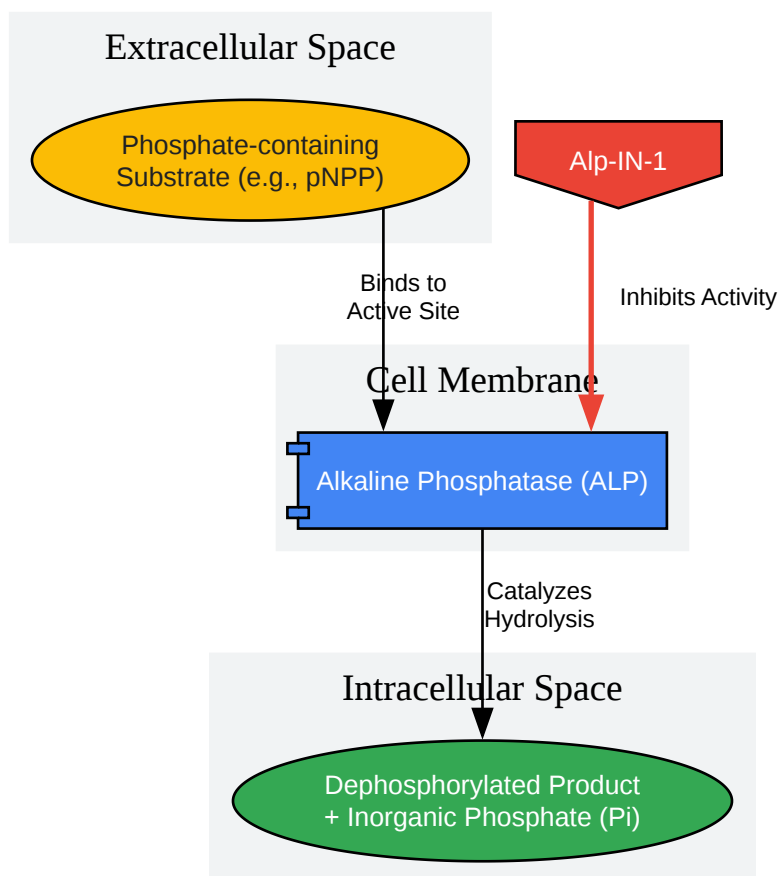 Extracellular Space
Phosphate-containing
Substrate (e.g., pNPP)
Alp-IN-1
Binds to
Active Site
Inhibits Activity
Cell Membrane
Alkaline Phosphatase (ALP)
Catalyzes
Hydrolysis
Intracellular Space
Dephosphorylated Product
+ Inorganic Phosphate (Pi)